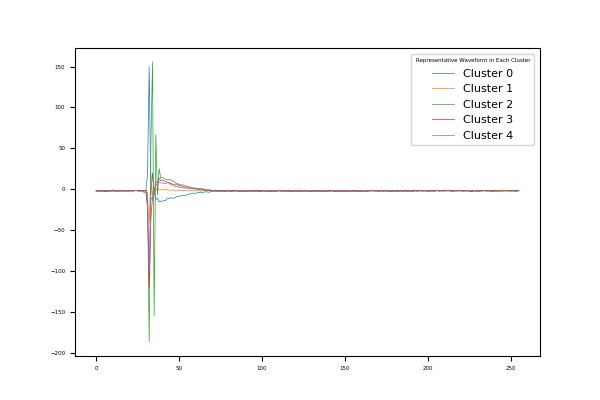 Representative Waveform in Each Cluster
Cluster 0
Cluster 1
Cluster 2
Cluster 3
Cluster 4
150
100
50
0
−50
−100
−150
−200
0 50 100 150 200 250